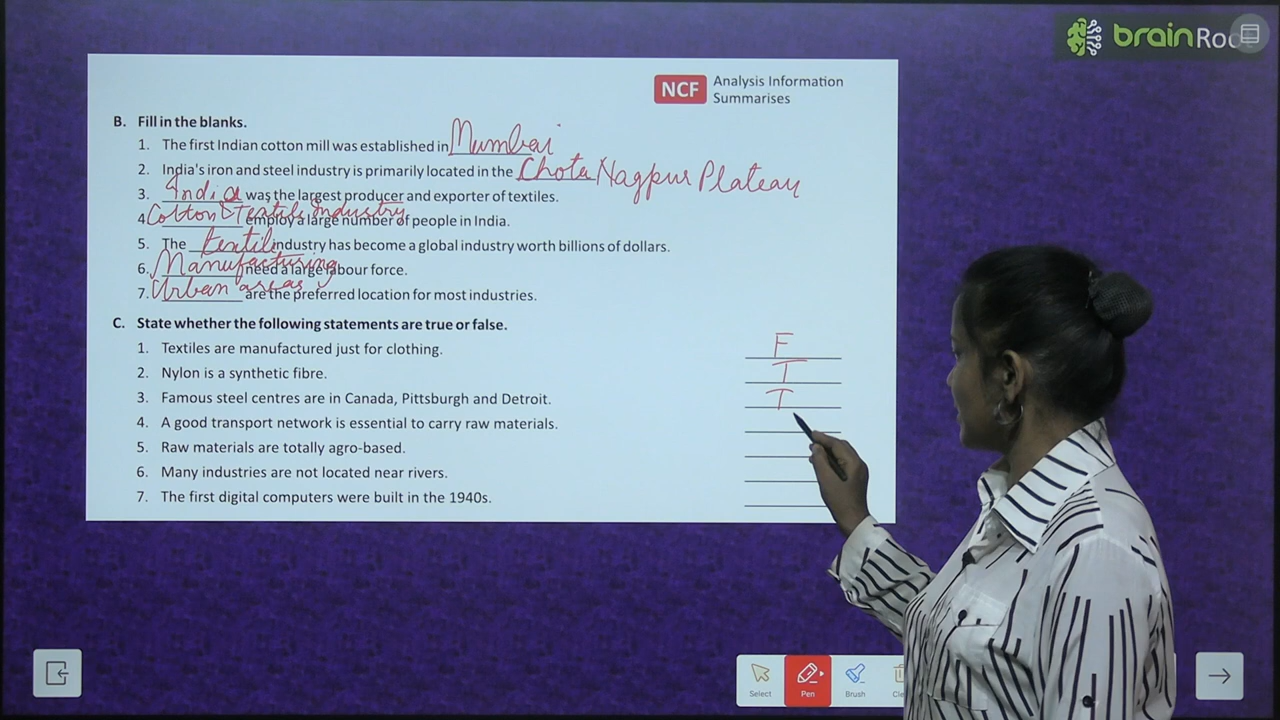 brainRoot
NCF Analysis Information
Summarises
B. Fill in the blanks.
1. The first Indian cotton mill was established in Mumbai
2. India's iron and steel industry is primarily located in the Chota Nagpur Plateau
3. India was the largest producer and exporter of textiles.
4 Cotton & Textile Industry employ a large number of people in India.
5. The textile industry has become a global industry worth billions of dollars.
6. Manufacturing need a large labour force.
7. Urban areas are the preferred location for most industries.
C. State whether the following statements are true or false.
1. Textiles are manufactured just for clothing. F
2. Nylon is a synthetic fibre. T
3. Famous steel centres are in Canada, Pittsburgh and Detroit. T
4. A good transport network is essential to carry raw materials.
5. Raw materials are totally agro-based.
6. Many industries are not located near rivers.
7. The first digital computers were built in the 1940s.
Select Pen Brush Cle